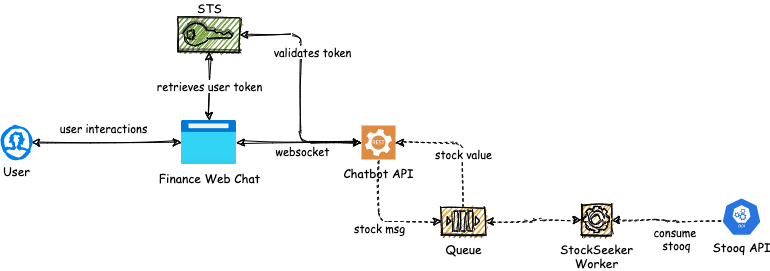 STS
validates token
retrieves user token
user interactions
websocket
User
Finance Web Chat
REST
Chatbot API
stock value
stock msg
Queue
StockSeeker
Worker
consume
stooq
Stooq API